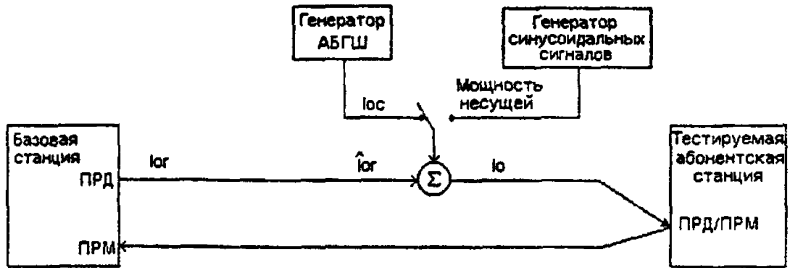 Генератор
АБГШ
Генератор
синусоидальных
сигналов
Мощность
несущей
Ioc
Базовая
станция
Ior
Îor
Io
Тестируемая
абонентская
станция
ПРД
Σ
ПРД/ПРМ
ПРМ